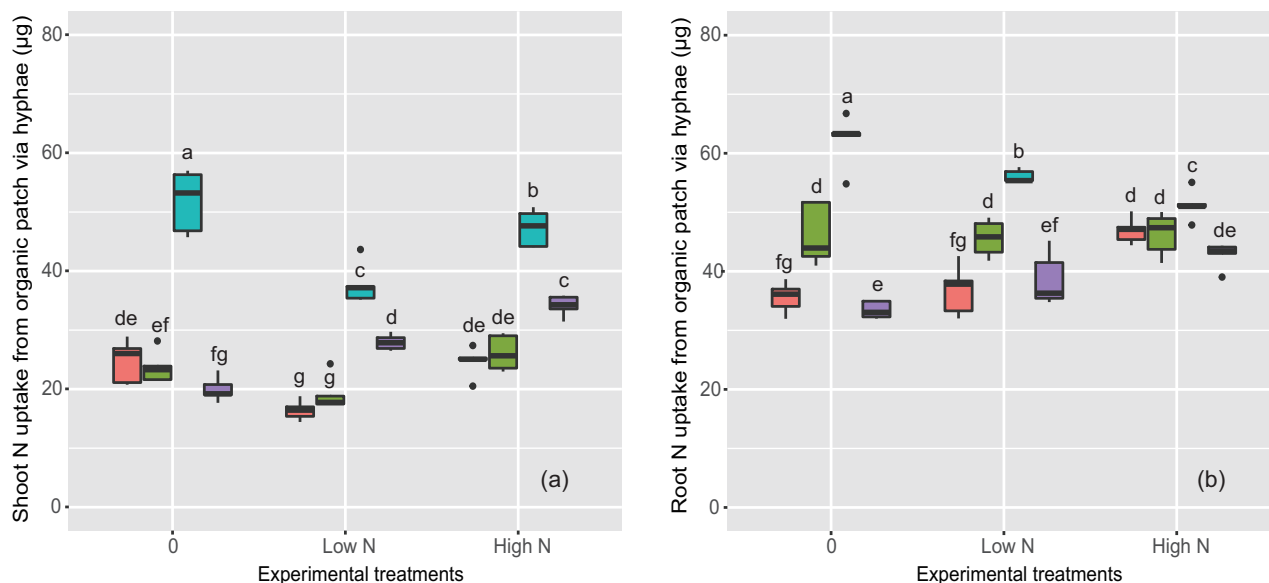 Shoot N uptake from organic patch via hyphae (µg)
80
60
40
20
0
a
de
ef
fg
c
d
g
g
b
c
de
de
(a)
0
Low N
High N
Experimental treatments
Root N uptake from organic patch via hyphae (µg)
80
60
40
20
0
a
d
fg
e
b
d
fg
ef
c
d
d
de
(b)
0
Low N
High N
Experimental treatments